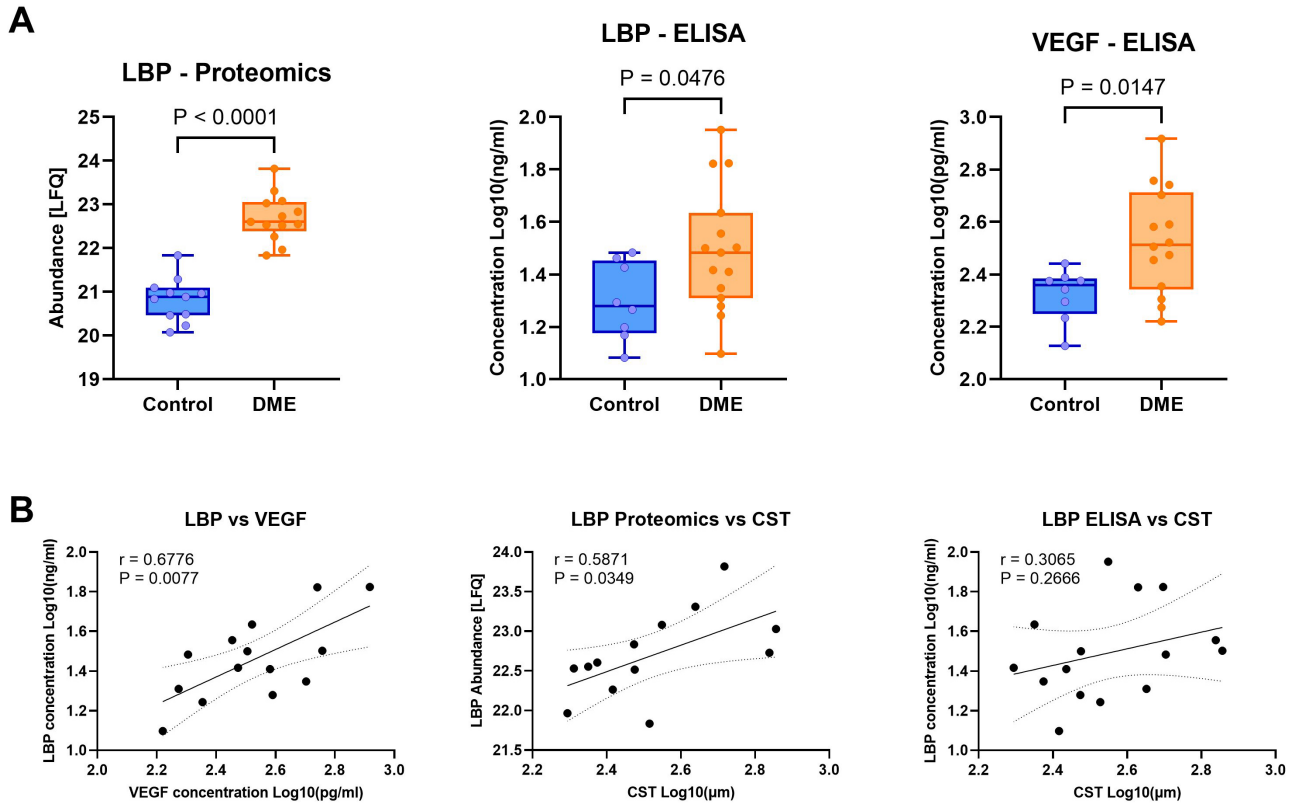 A
LBP - Proteomics
P < 0.0001
Abundance [LFQ]
25
24
23
22
21
20
19
Control
DME
LBP - ELISA
P = 0.0476
Concentration Log10(ng/ml)
2.0
1.8
1.6
1.4
1.2
1.0
Control
DME
VEGF - ELISA
P = 0.0147
Concentration Log10(pg/ml)
3.0
2.8
2.6
2.4
2.2
2.0
Control
DME
B
LBP vs VEGF
r = 0.6776
P = 0.0077
LBP concentration Log10(ng/ml)
2.0
1.8
1.6
1.4
1.2
1.0
2.0
2.2
2.4
2.6
2.8
3.0
VEGF concentration Log10(pg/ml)
LBP Proteomics vs CST
r = 0.5871
P = 0.0349
LBP Abundance [LFQ]
24.0
23.5
23.0
22.5
22.0
21.5
2.2
2.4
2.6
2.8
3.0
CST Log10(μm)
LBP ELISA vs CST
r = 0.3065
P = 0.2666
LBP concentration Log10(ng/ml)
2.0
1.8
1.6
1.4
1.2
1.0
2.2
2.4
2.6
2.8
3.0
CST Log10(μm)